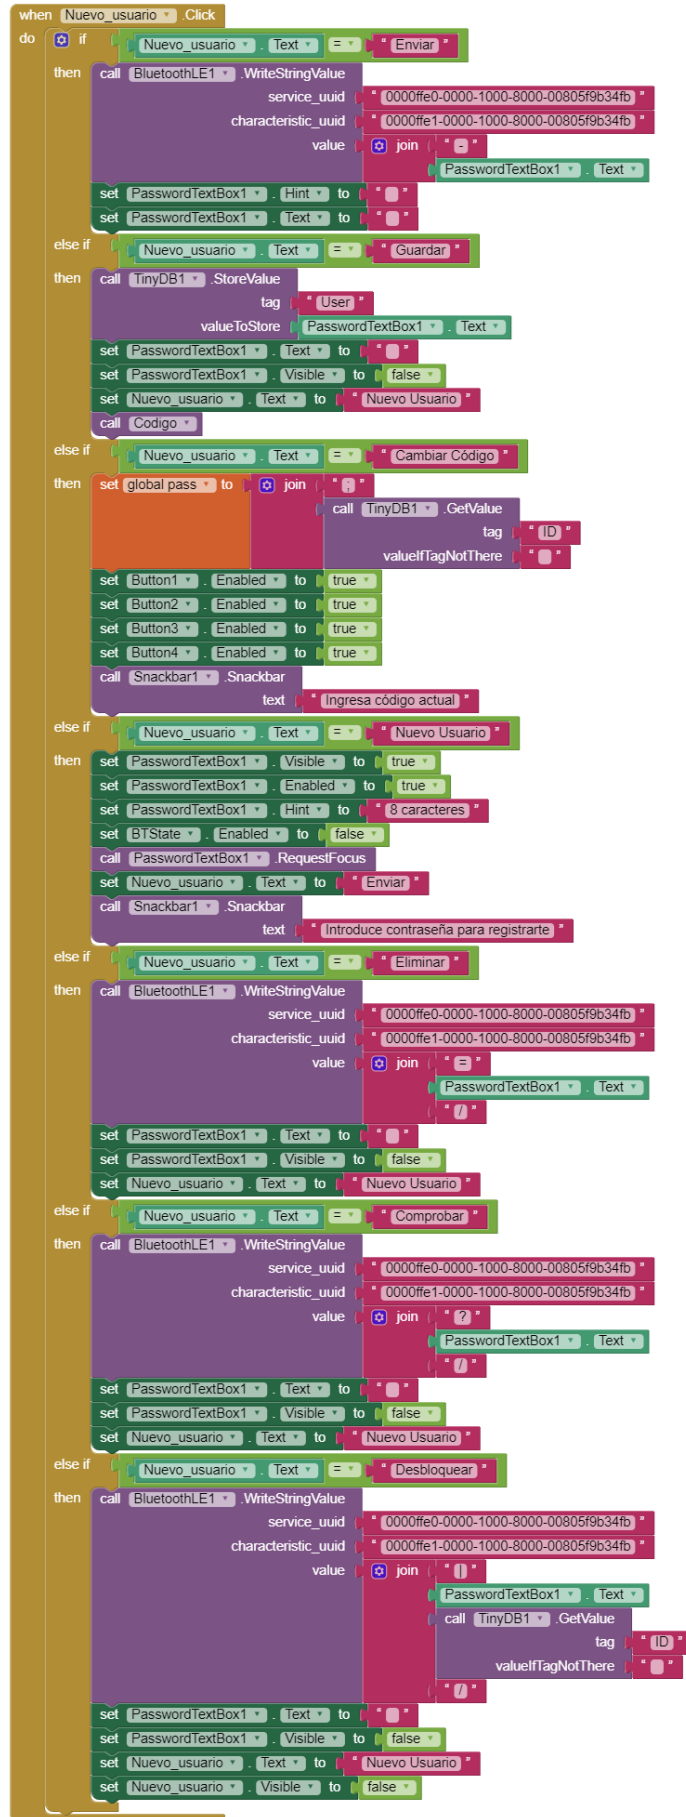 when Nuevo_usuario .Click
do if Nuevo_usuario . Text = " Enviar "
then call BluetoothLE1 .WriteStringValue
service_uuid " 0000ffe0-0000-1000-8000-00805f9b34fb "
characteristic_uuid " 0000ffe1-0000-1000-8000-00805f9b34fb "
value join " - "
PasswordTextBox1 . Text
set PasswordTextBox1 . Hint to " "
set PasswordTextBox1 . Text to " "
else if Nuevo_usuario . Text = " Guardar "
then call TinyDB1 .StoreValue
tag " User "
valueToStore PasswordTextBox1 . Text
set PasswordTextBox1 . Text to " "
set PasswordTextBox1 . Visible to false
set Nuevo_usuario . Text to " Nuevo Usuario "
call Codigo
else if Nuevo_usuario . Text = " Cambiar Código "
then set global pass to join " ; "
call TinyDB1 .GetValue
tag " ID "
valueIfTagNotThere " "
set Button1 . Enabled to true
set Button2 . Enabled to true
set Button3 . Enabled to true
set Button4 . Enabled to true
call Snackbar1 .Snackbar
text " Ingresa código actual "
else if Nuevo_usuario . Text = " Nuevo Usuario "
then set PasswordTextBox1 . Visible to true
set PasswordTextBox1 . Enabled to true
set PasswordTextBox1 . Hint to " 8 caracteres "
set BTState . Enabled to false
call PasswordTextBox1 .RequestFocus
set Nuevo_usuario . Text to " Enviar "
call Snackbar1 .Snackbar
text " Introduce contraseña para registrarte "
else if Nuevo_usuario . Text = " Eliminar "
then call BluetoothLE1 .WriteStringValue
service_uuid " 0000ffe0-0000-1000-8000-00805f9b34fb "
characteristic_uuid " 0000ffe1-0000-1000-8000-00805f9b34fb "
value join " = "
PasswordTextBox1 . Text
" / "
set PasswordTextBox1 . Text to " "
set PasswordTextBox1 . Visible to false
set Nuevo_usuario . Text to " Nuevo Usuario "
else if Nuevo_usuario . Text = " Comprobar "
then call BluetoothLE1 .WriteStringValue
service_uuid " 0000ffe0-0000-1000-8000-00805f9b34fb "
characteristic_uuid " 0000ffe1-0000-1000-8000-00805f9b34fb "
value join " ? "
PasswordTextBox1 . Text
" / "
set PasswordTextBox1 . Text to " "
set PasswordTextBox1 . Visible to false
set Nuevo_usuario . Text to " Nuevo Usuario "
else if Nuevo_usuario . Text = " Desbloquear "
then call BluetoothLE1 .WriteStringValue
service_uuid " 0000ffe0-0000-1000-8000-00805f9b34fb "
characteristic_uuid " 0000ffe1-0000-1000-8000-00805f9b34fb "
value join " | "
PasswordTextBox1 . Text
call TinyDB1 .GetValue
tag " ID "
valueIfTagNotThere " "
" / "
set PasswordTextBox1 . Text to " "
set PasswordTextBox1 . Visible to false
set Nuevo_usuario . Text to " Nuevo Usuario "
set Nuevo_usuario . Visible to false